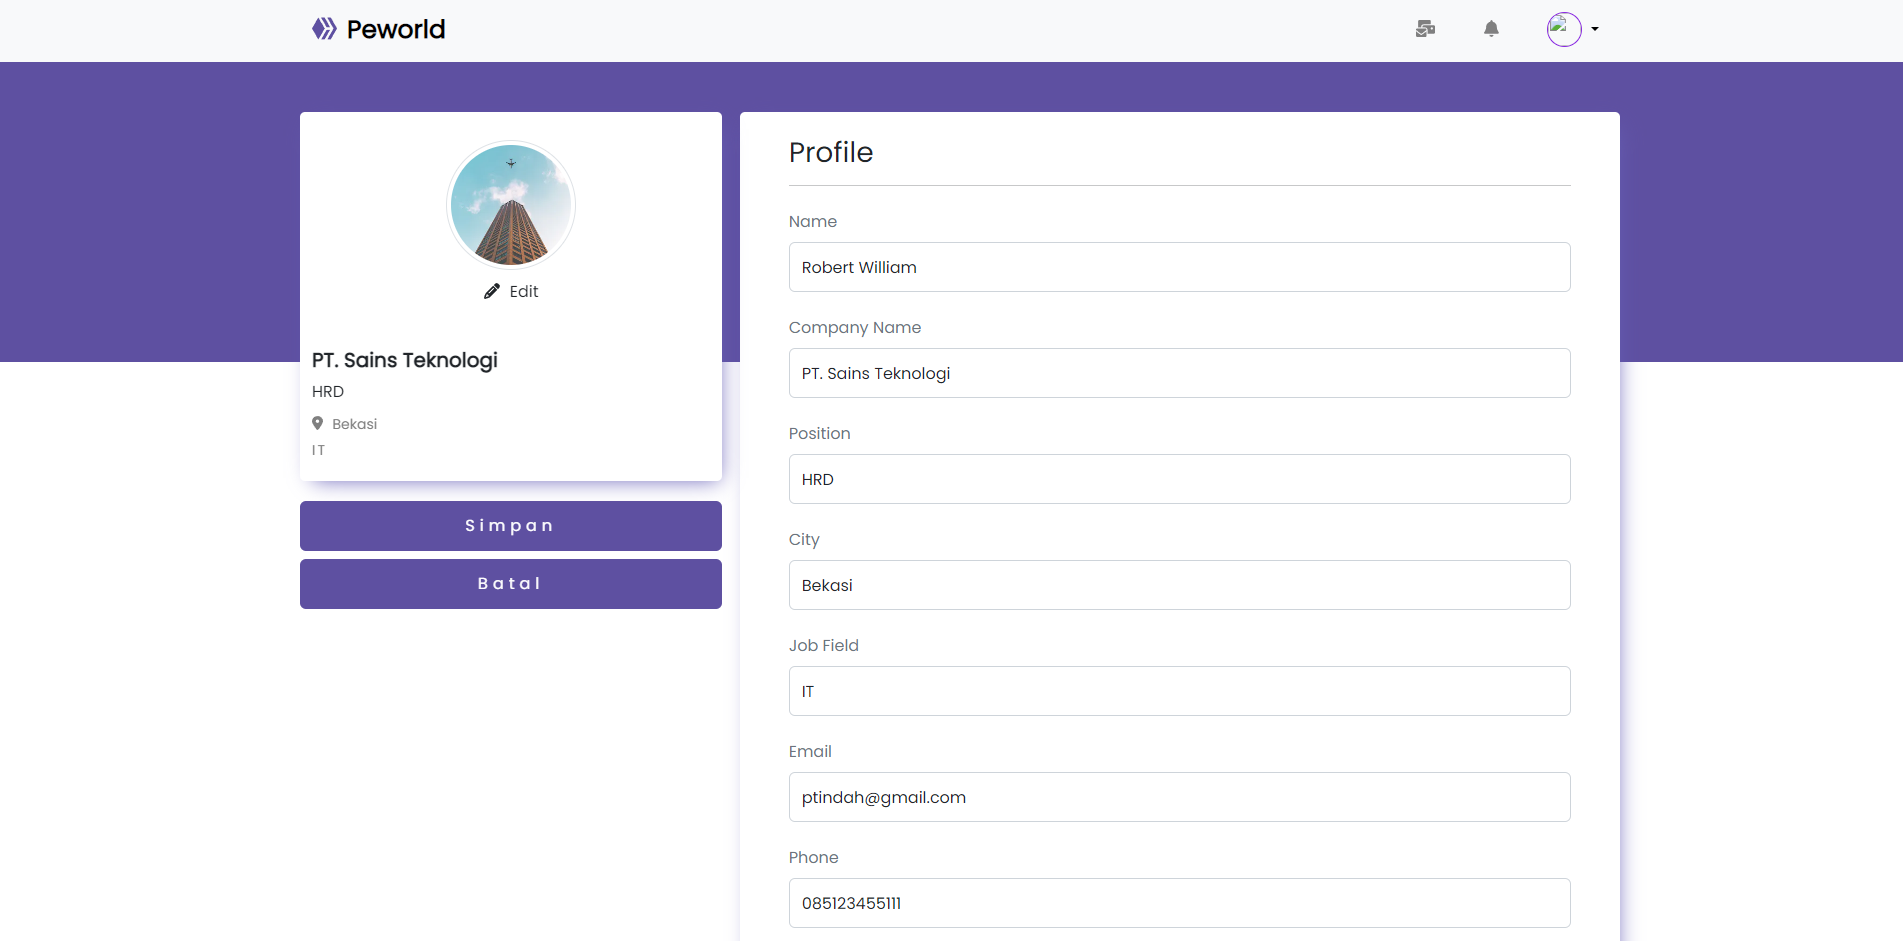 Peworld
Edit
PT. Sains Teknologi
HRD
Bekasi
IT
Simpan
Batal
Profile
Name
Robert William
Company Name
PT. Sains Teknologi
Position
HRD
City
Bekasi
Job Field
IT
Email
ptindah@gmail.com
Phone
085123455111